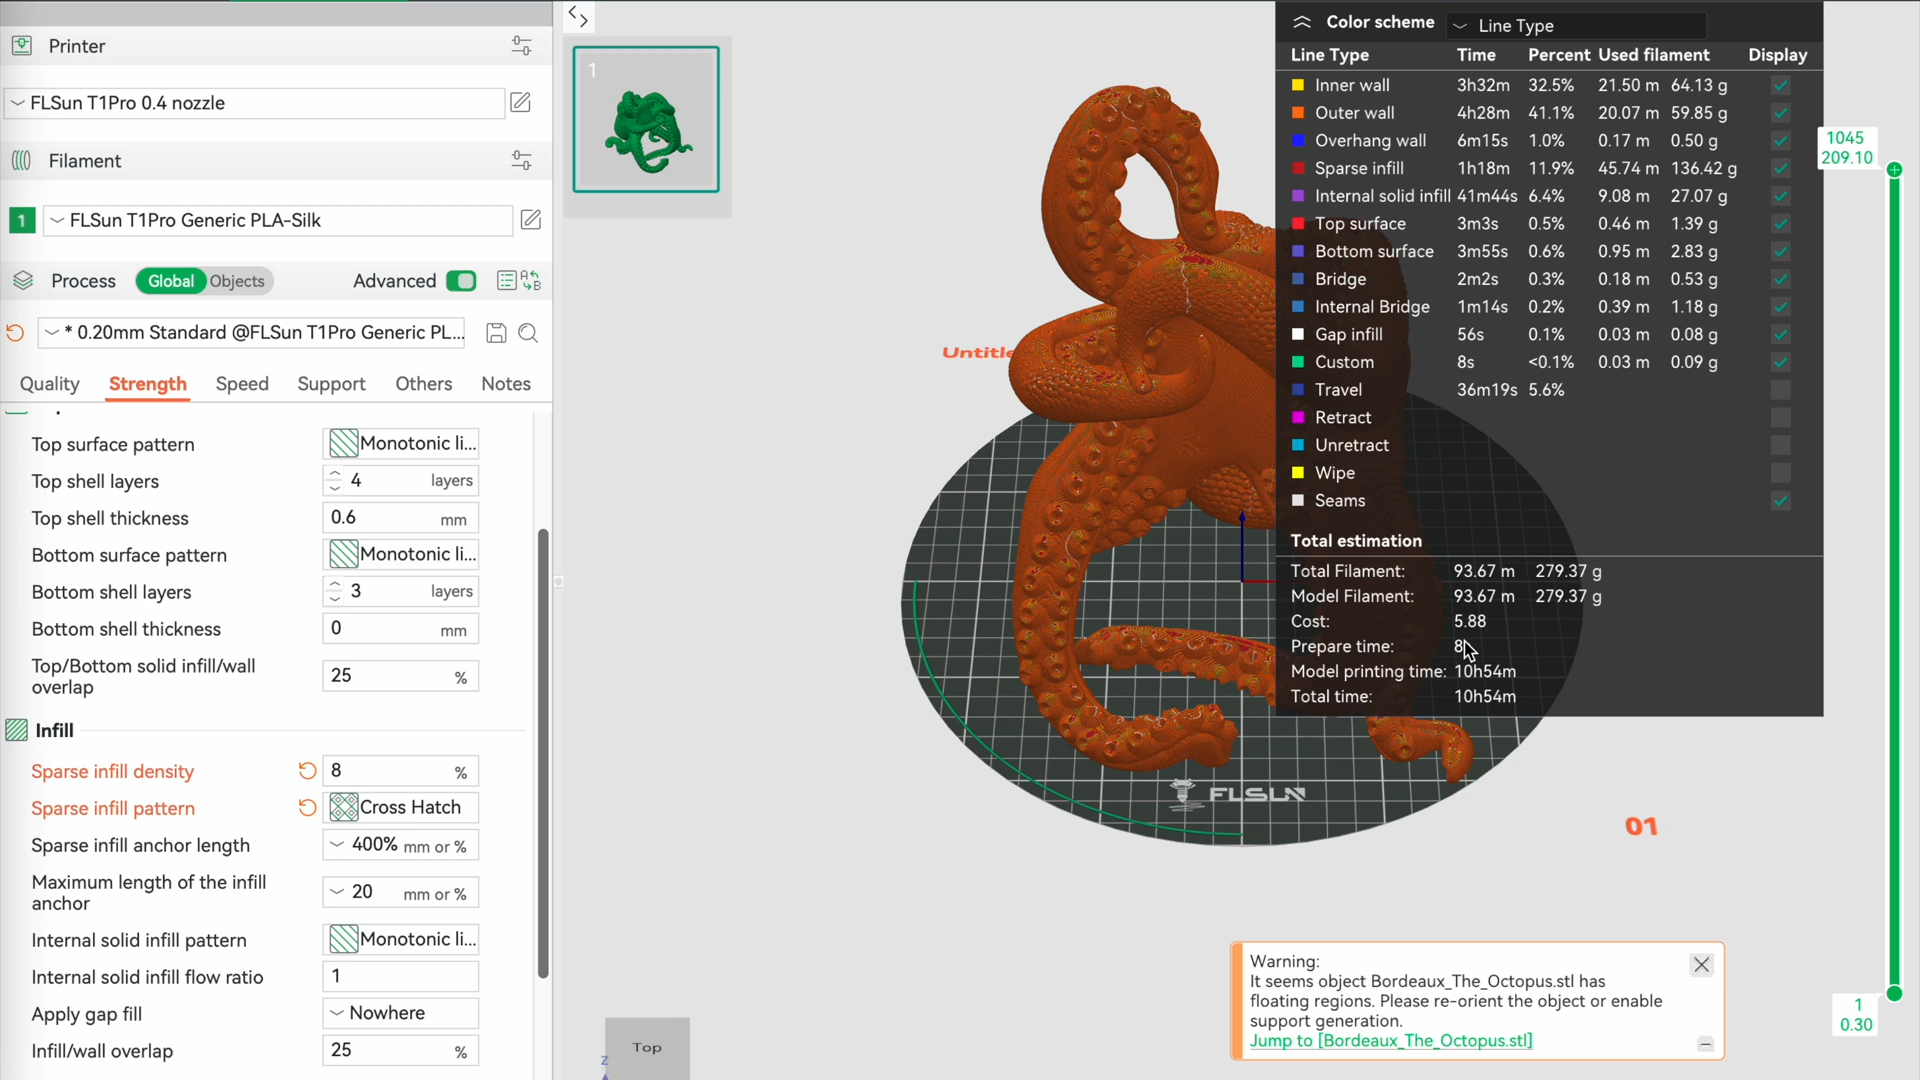 Printer
FLSun T1Pro 0.4 nozzle
Filament
1 FLSun T1Pro Generic PLA-Silk
Process Global Objects Advanced
* 0.20mm Standard @FLSun T1Pro Generic PL...
Quality Strength Speed Support Others Notes
Top surface pattern Monotonic li...
Top shell layers 4 layers
Top shell thickness 0.6 mm
Bottom surface pattern Monotonic li...
Bottom shell layers 3 layers
Bottom shell thickness 0 mm
Top/Bottom solid infill/wall
overlap 25 %
Infill
Sparse infill density 8 %
Sparse infill pattern Cross Hatch
Sparse infill anchor length 400% mm or %
Maximum length of the infill
anchor 20 mm or %
Internal solid infill pattern Monotonic li...
Internal solid infill flow ratio 1
Apply gap fill Nowhere
Infill/wall overlap 25 %
1
Color scheme Line Type
Line Type Time Percent Used filament Display
Inner wall 3h32m 32.5% 21.50 m 64.13 g
Outer wall 4h28m 41.1% 20.07 m 59.85 g
Overhang wall 6m15s 1.0% 0.17 m 0.50 g
Sparse infill 1h18m 11.9% 45.74 m 136.42 g
Internal solid infill 41m44s 6.4% 9.08 m 27.07 g
Top surface 3m3s 0.5% 0.46 m 1.39 g
Bottom surface 3m55s 0.6% 0.95 m 2.83 g
Bridge 2m2s 0.3% 0.18 m 0.53 g
Internal Bridge 1m14s 0.2% 0.39 m 1.18 g
Gap infill 56s 0.1% 0.03 m 0.08 g
Custom 8s <0.1% 0.03 m 0.09 g
Travel 36m19s 5.6%
Retract
Unretract
Wipe
Seams
Total estimation
Total Filament: 93.67 m 279.37 g
Model Filament: 93.67 m 279.37 g
Cost: 5.88
Prepare time: 8
Model printing time: 10h54m
Total time: 10h54m
1045
209.10
Untitle
FLSUN
01
Warning:
It seems object Bordeaux_The_Octopus.stl has
floating regions. Please re-orient the object or enable
support generation.
Jump to [Bordeaux_The_Octopus.stl]
1
0.30
Top
Z